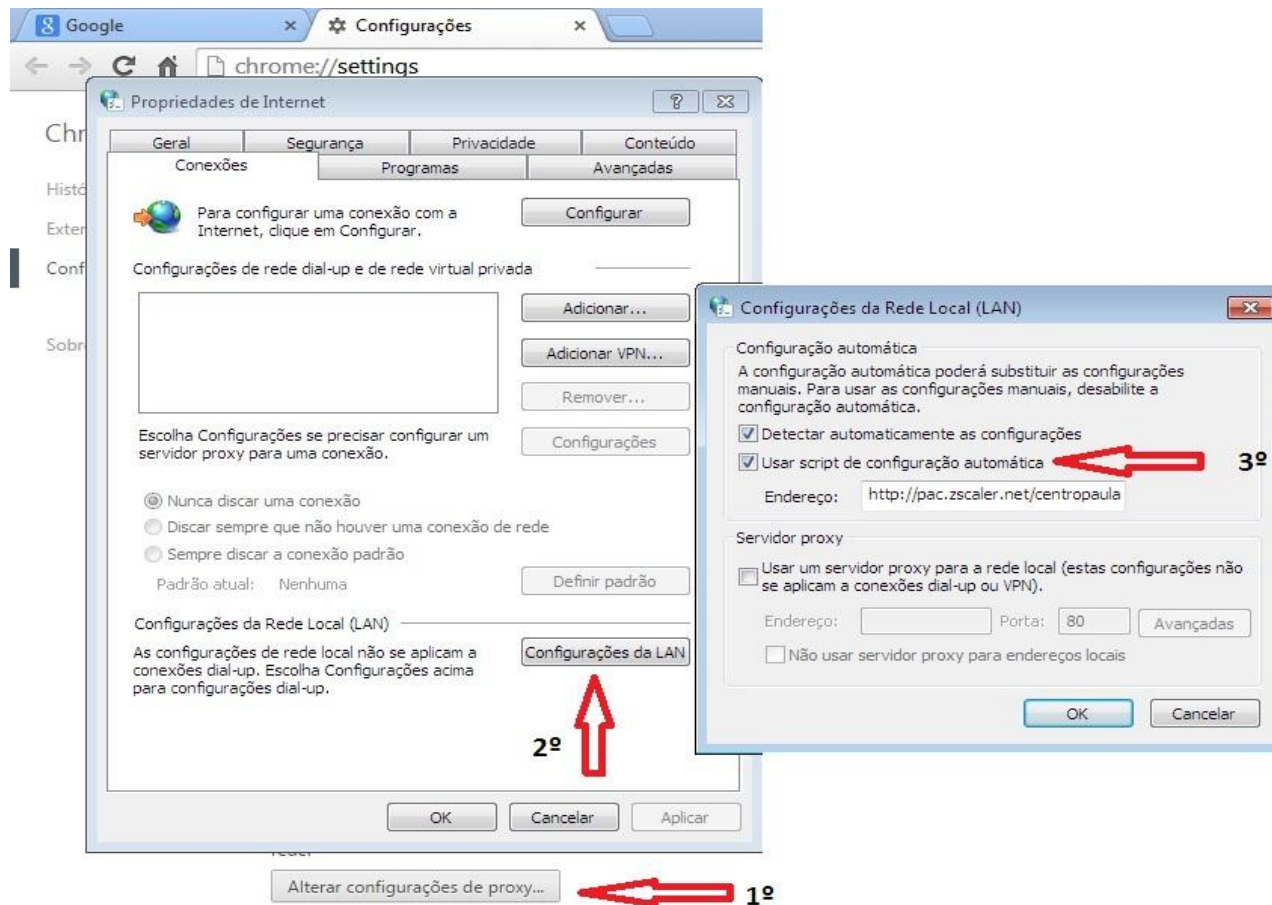 Google
Configurações
chrome://settings
Propriedades de Internet
Chr
Geral
Segurança
Privacidade
Conteúdo
Conexões
Programas
Avançadas
Histó
Exter
Conf
Sobr
Para configurar uma conexão com a
Internet, clique em Configurar.
Configurar
Configurações de rede dial-up e de rede virtual privada
Adicionar...
Adicionar VPN...
Remover...
Escolha Configurações se precisar configurar um
servidor proxy para uma conexão.
Configurações
Nunca discar uma conexão
Discar sempre que não houver uma conexão de rede
Sempre discar a conexão padrão
Padrão atual: Nenhuma
Definir padrão
Configurações da Rede Local (LAN)
As configurações de rede local não se aplicam a
conexões dial-up. Escolha Configurações acima
para configurações dial-up.
Configurações da LAN
2º
OK
Cancelar
Aplicar
Alterar configurações de proxy...
1º
Configurações da Rede Local (LAN)
Configuração automática
A configuração automática poderá substituir as configurações
manuais. Para usar as configurações manuais, desabilite a
configuração automática.
Detectar automaticamente as configurações
Usar script de configuração automática
3º
Endereço: http://pac.zscaler.net/centropaula
Servidor proxy
Usar um servidor proxy para a rede local (estas configurações não
se aplicam a conexões dial-up ou VPN).
Endereço:
Porta: 80
Avançadas
Não usar servidor proxy para endereços locais
OK
Cancelar